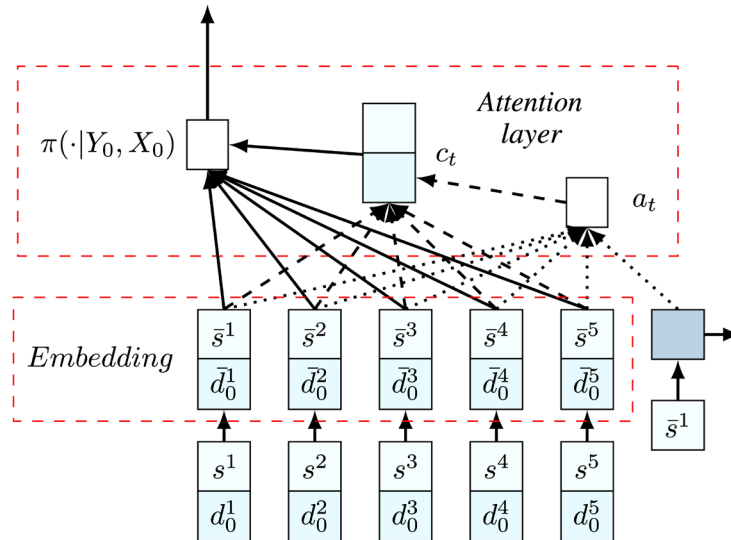 Attention
layer
π(·|Y₀, X₀)
cₜ
aₜ
Embedding
s̄¹ s̄² s̄³ s̄⁴ s̄⁵
d̄₀¹ d̄₀² d̄₀³ d̄₀⁴ d̄₀⁵
s̄¹
s¹ s² s³ s⁴ s⁵
d₀¹ d₀² d₀³ d₀⁴ d₀⁵